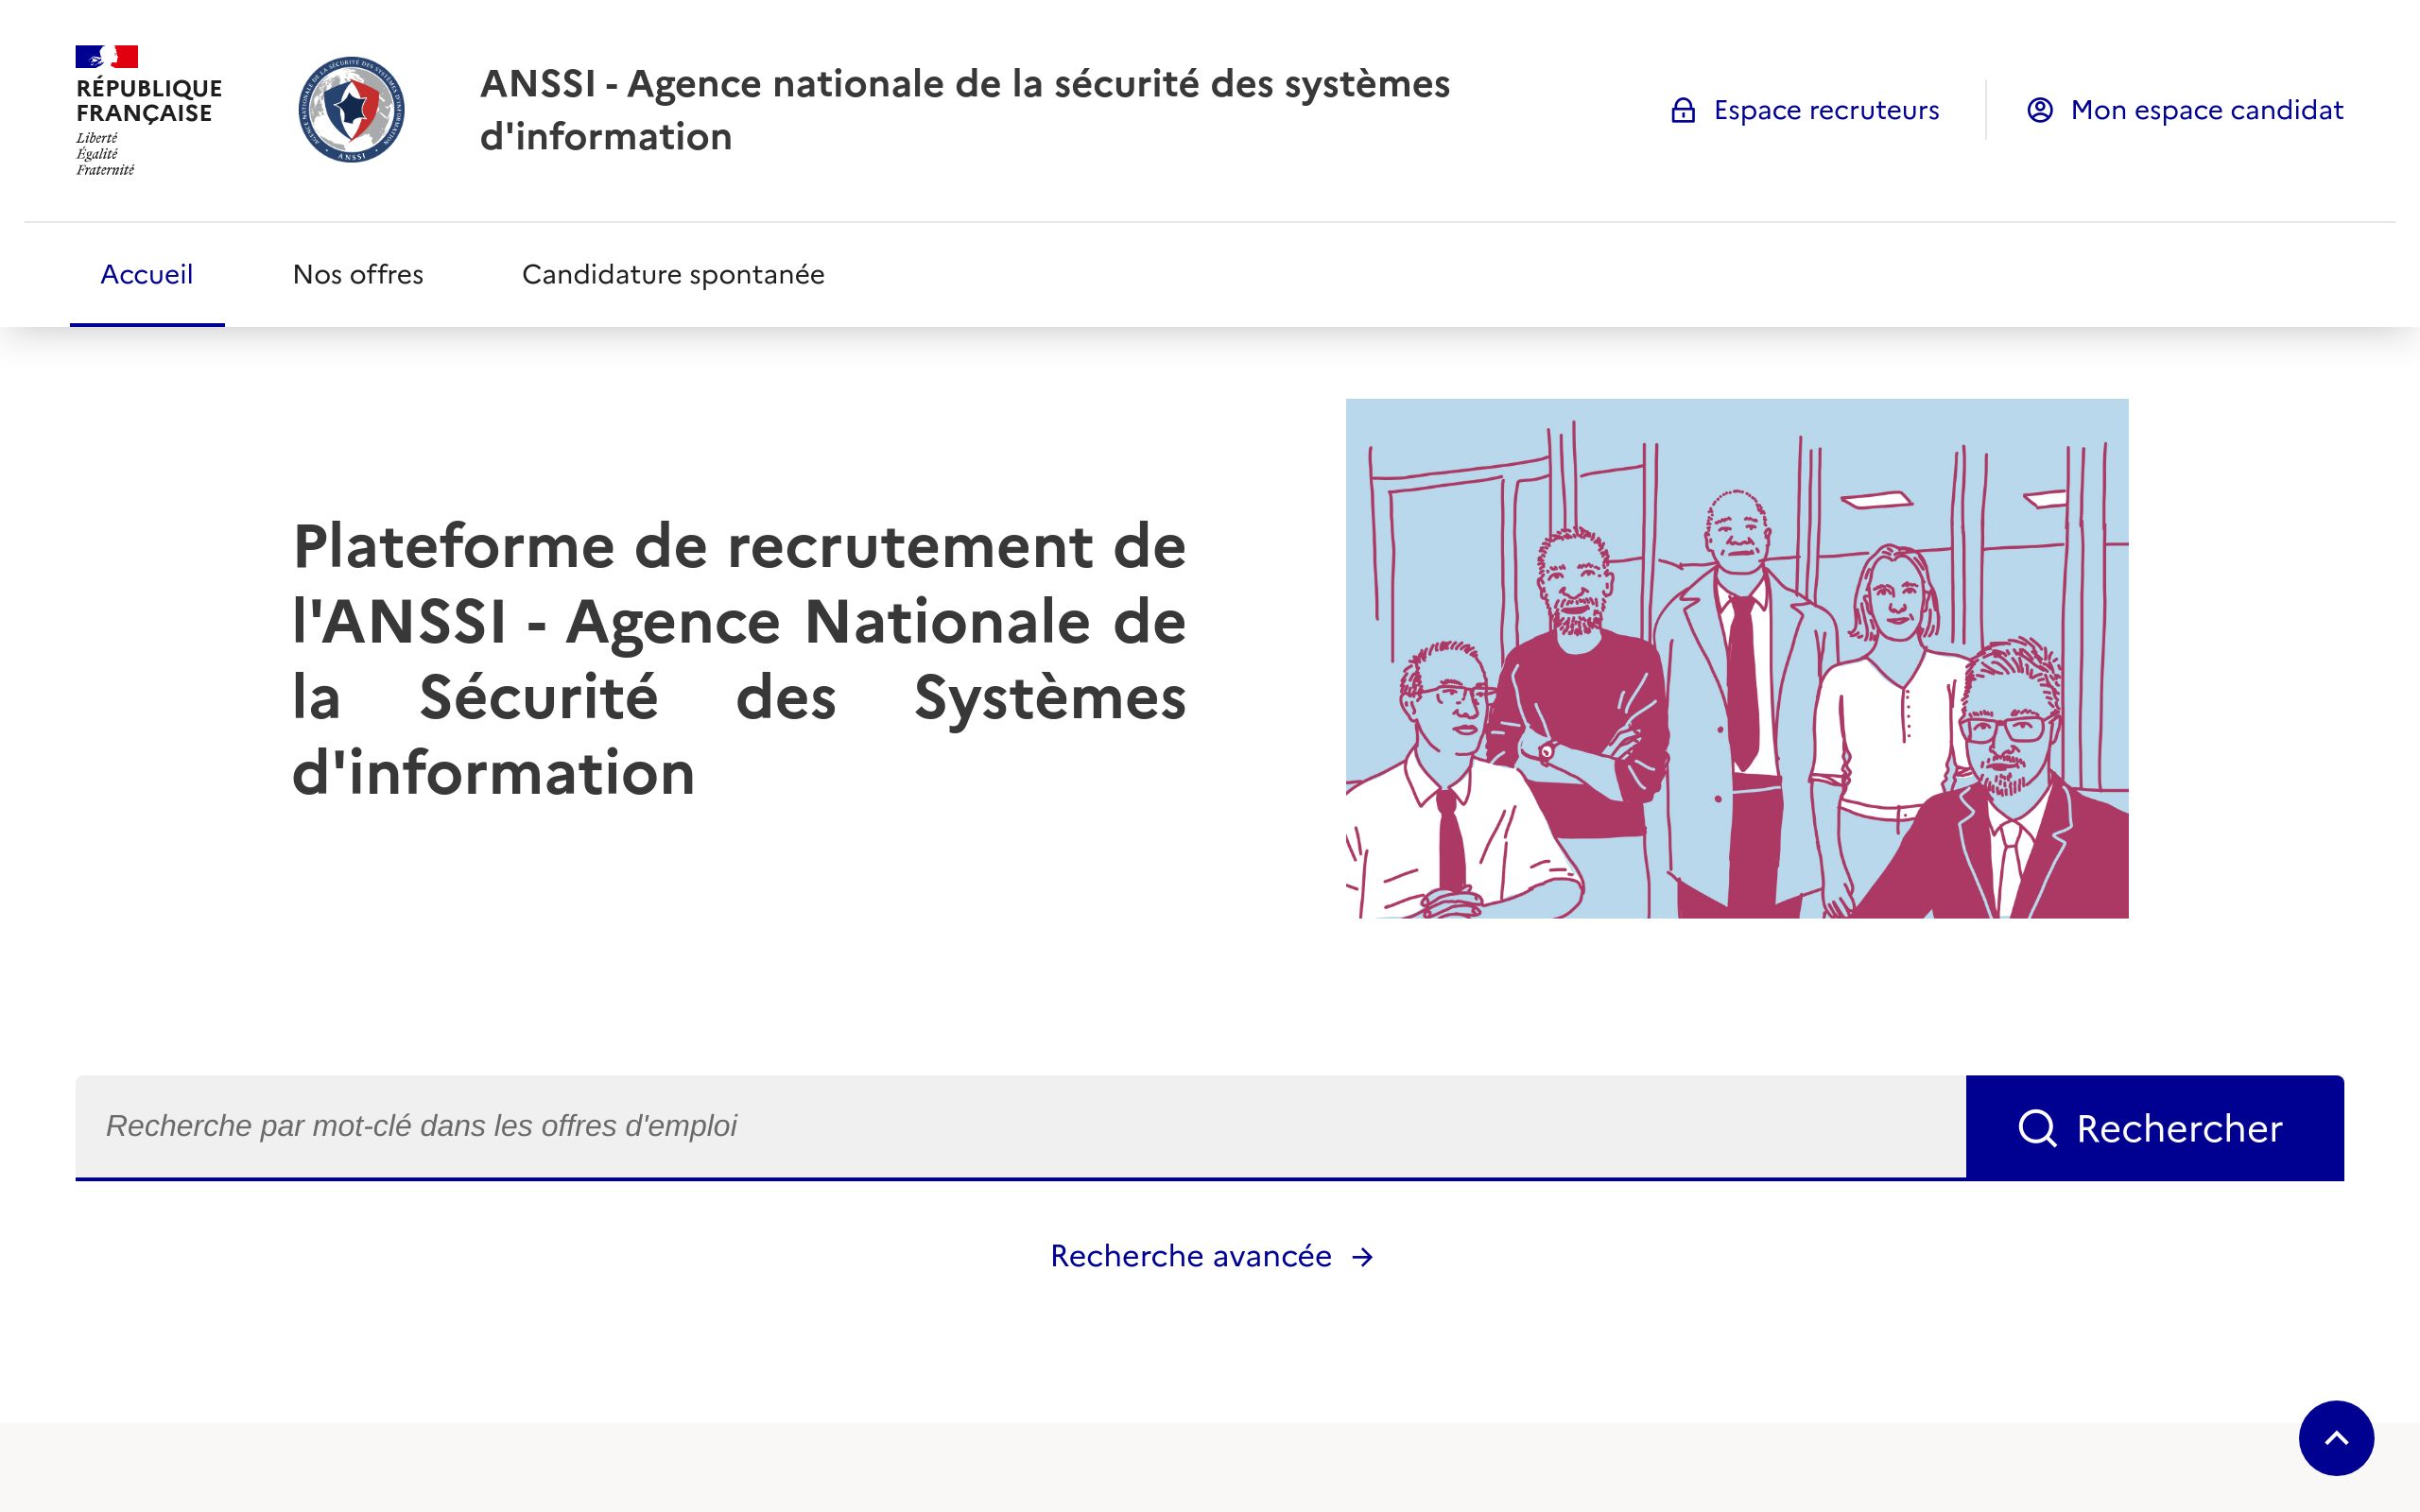 RÉPUBLIQUE
FRANÇAISE
Liberté
Égalité
Fraternité
AGENCE NATIONALE DE LA SÉCURITÉ DES SYSTÈMES D'INFORMATION
ANSSI
ANSSI - Agence nationale de la sécurité des systèmes
d'information
Espace recruteurs
Mon espace candidat
Accueil
Nos offres
Candidature spontanée
Plateforme de recrutement de
l'ANSSI - Agence Nationale de
la Sécurité des Systèmes
d'information
Recherche par mot-clé dans les offres d'emploi
Rechercher
Recherche avancée →